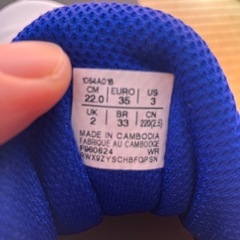 1064A016
CM EURO US
22.0 35 3
UK BR CN
2 33 220(2.5)
MADE IN CAMBODIA
FABRIQUE AU CAMBODGE
F960624 WR